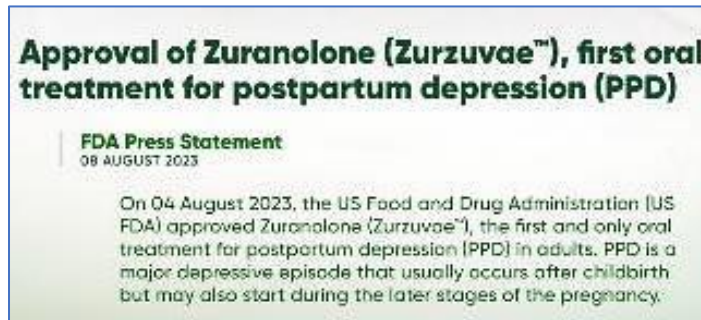 Approval of Zuranolone (Zurzuvae™), first oral
treatment for postpartum depression (PPD)
FDA Press Statement
08 AUGUST 2023
On 04 August 2023, the US Food and Drug Administration (US
FDA) approved Zuranolone (Zurzuvae™), the first and only oral
treatment for postpartum depression (PPD) in adults. PPD is a
major depressive episode that usually occurs after childbirth
but may also start during the later stages of the pregnancy.